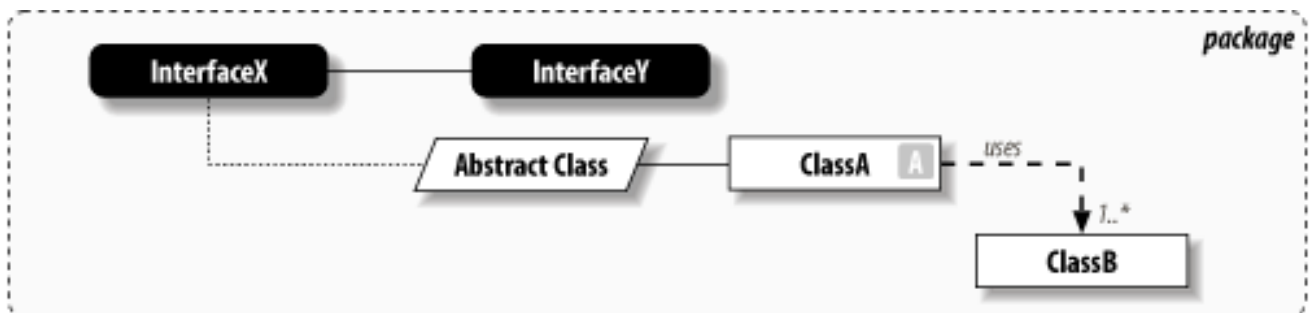 package
InterfaceX
InterfaceY
Abstract Class
ClassA
A
uses
1..*
ClassB